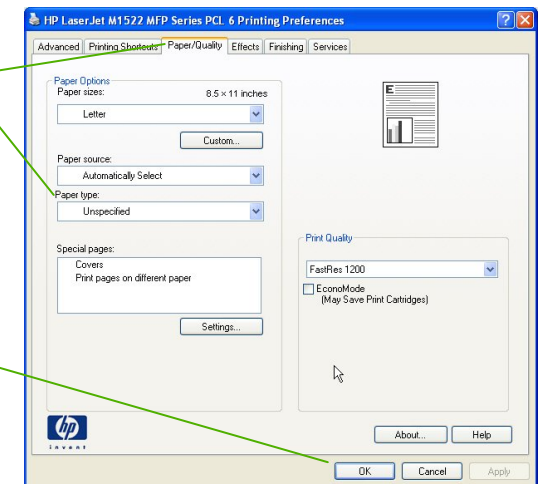 HP LaserJet M1522 MFP Series PCL 6 Printing Preferences
Advanced Printing Shortcuts Paper/Quality Effects Finishing Services
Paper Options
Paper sizes: 8.5 × 11 inches
Letter
Custom...
Paper source:
Automatically Select
Paper type:
Unspecified
Special pages:
Covers
Print pages on different paper
Settings...
E
Print Quality
FastRes 1200
EconoMode
(May Save Print Cartridges)
hp
invent
About... Help
OK Cancel Apply